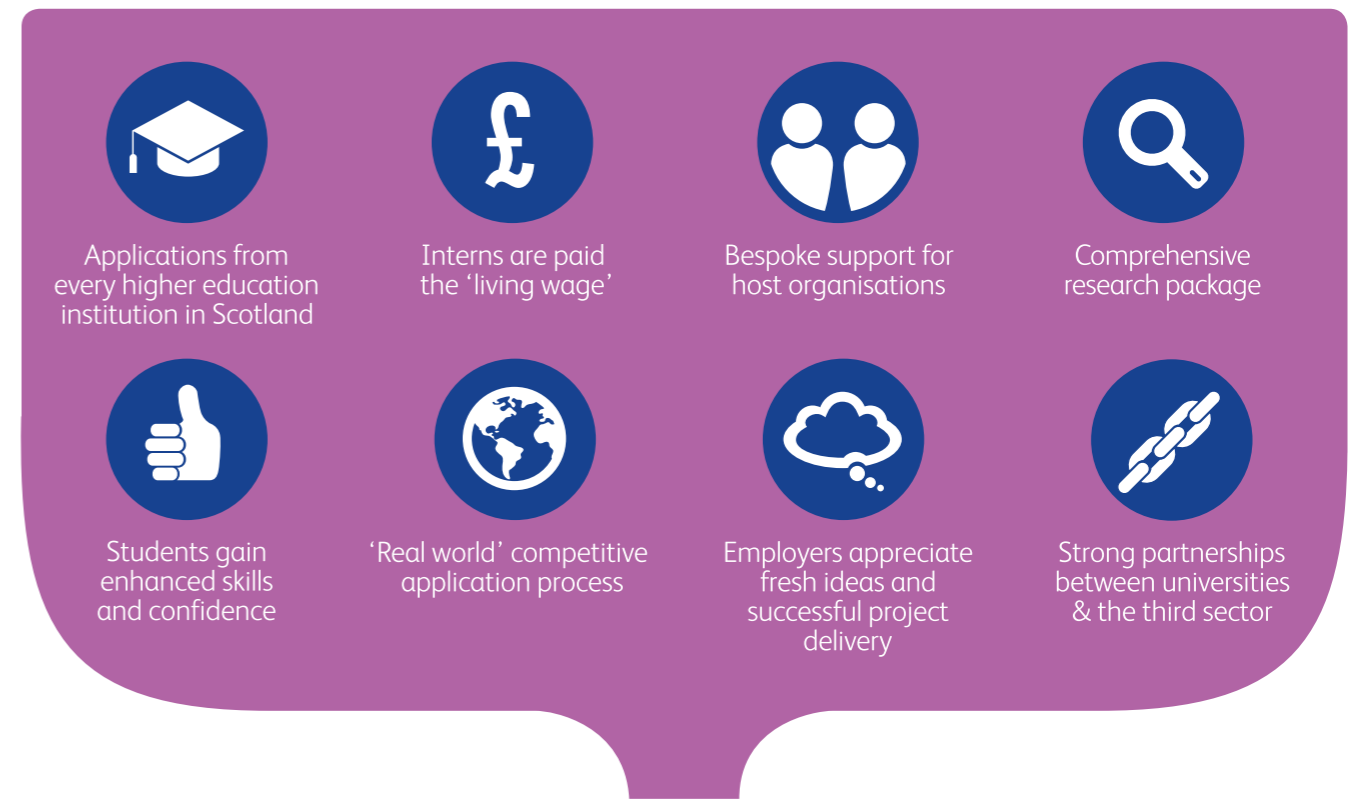 Applications from
every higher education
institution in Scotland
Interns are paid
the ‘living wage’
Bespoke support for
host organisations
Comprehensive
research package
Students gain
enhanced skills
and confidence
‘Real world’ competitive
application process
Employers appreciate
fresh ideas and
successful project
delivery
Strong partnerships
between universities
& the third sector